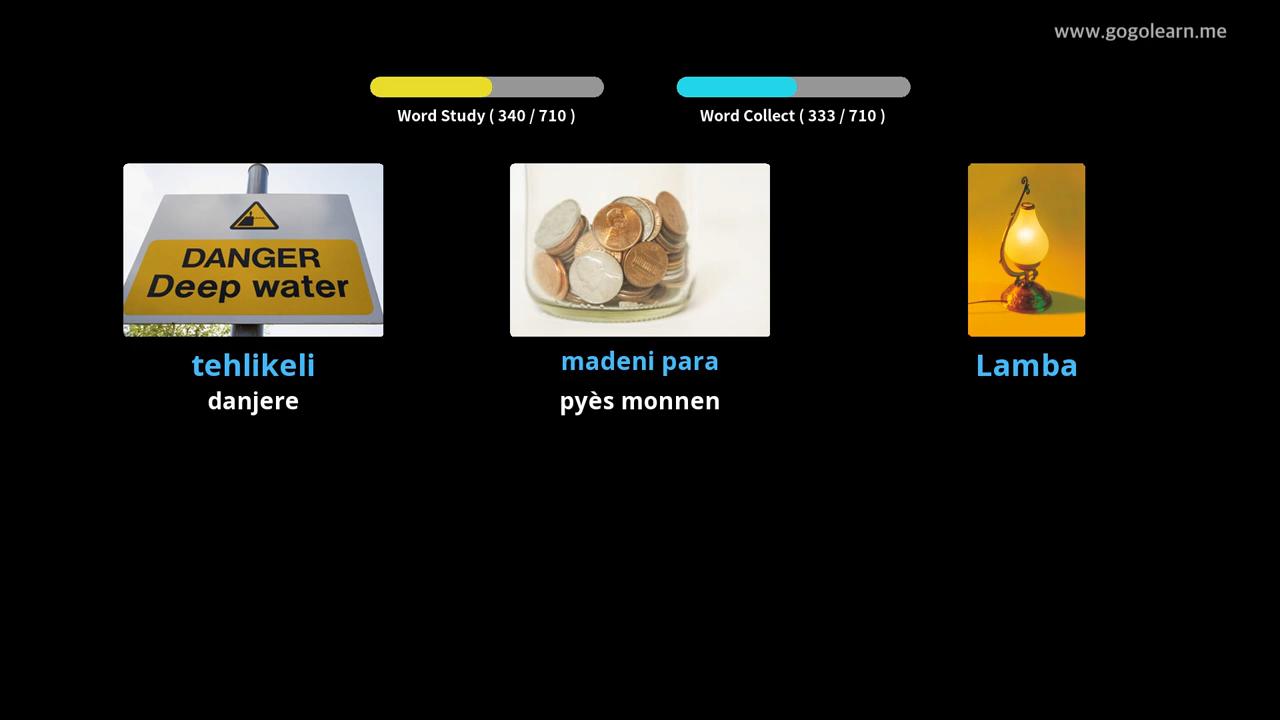 www.gogolearn.me
Word Study ( 340 / 710 )
Word Collect ( 333 / 710 )
DANGER
Deep water
tehlikeli
danjere
madeni para
pyès monnen
Lamba